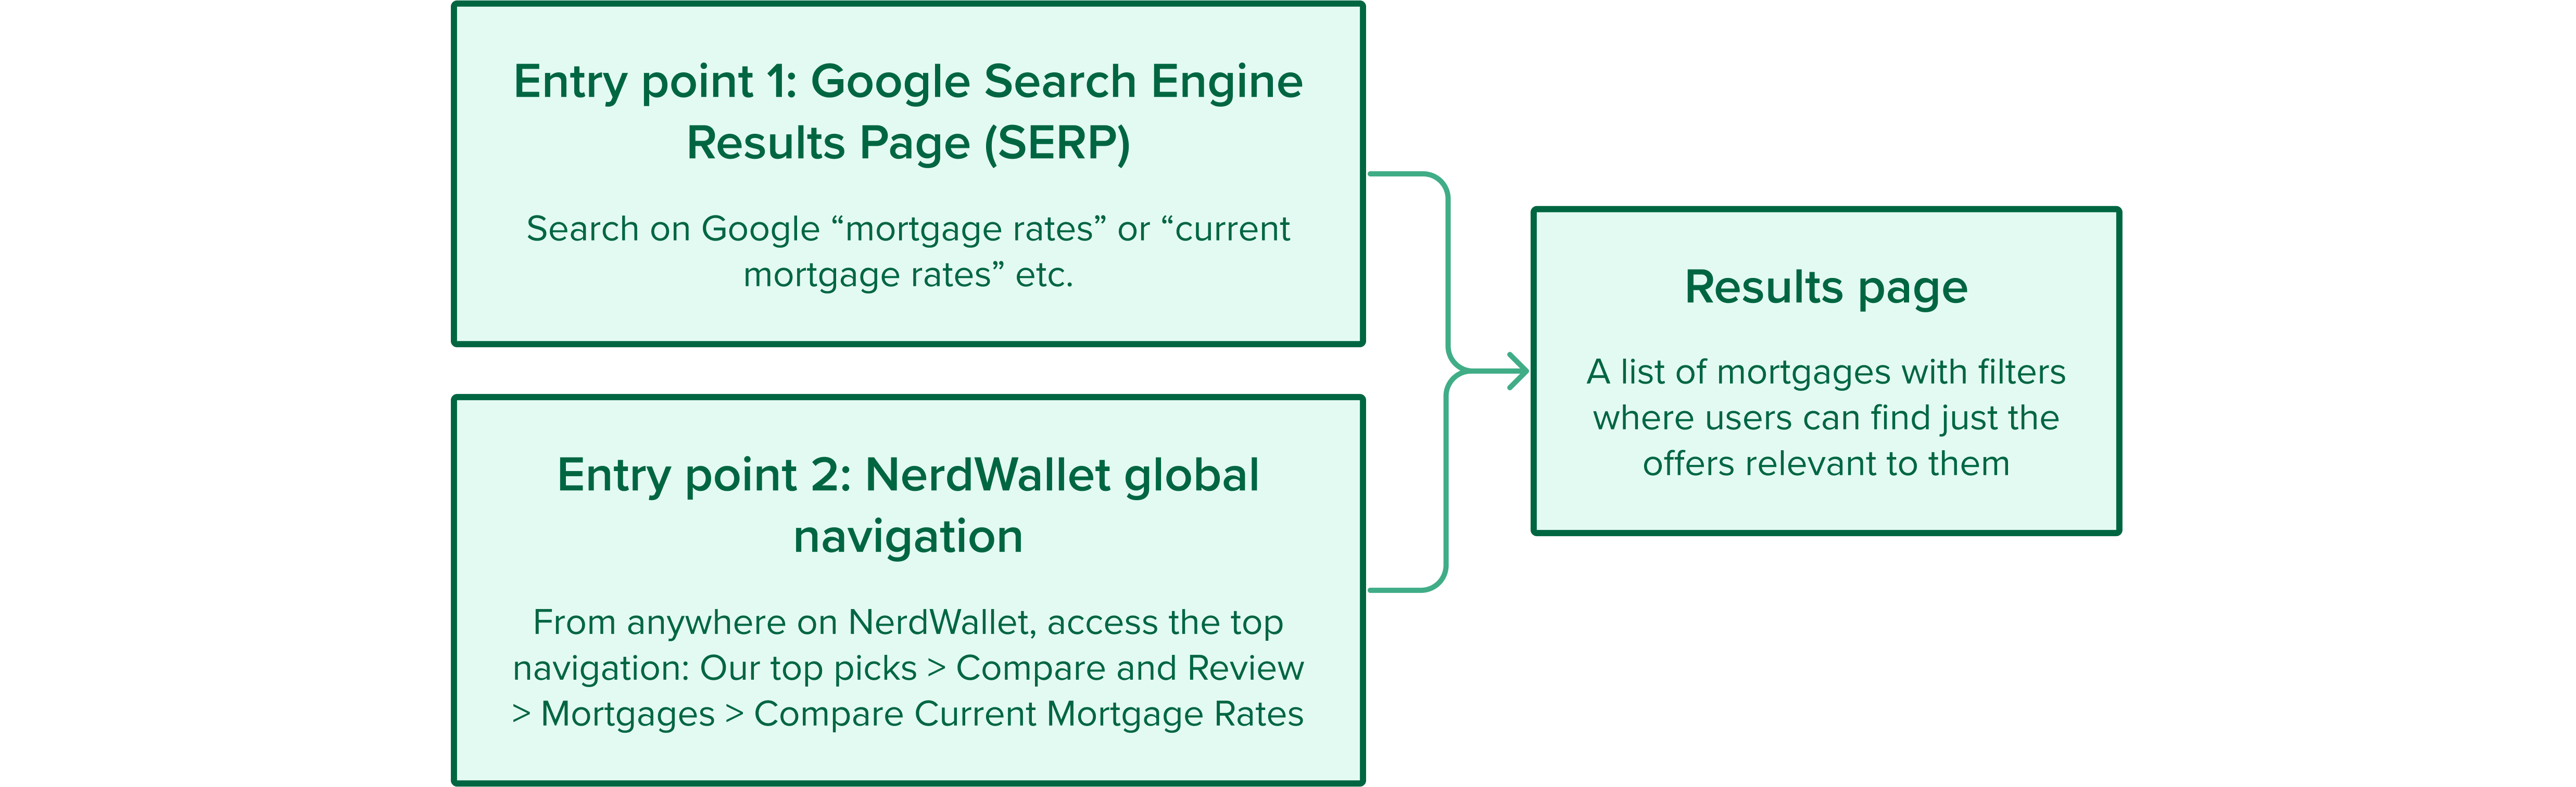 Entry point 1: Google Search Engine
Results Page (SERP)
Search on Google “mortgage rates” or “current
mortgage rates” etc.
Entry point 2: NerdWallet global
navigation
From anywhere on NerdWallet, access the top
navigation: Our top picks > Compare and Review
> Mortgages > Compare Current Mortgage Rates
Results page
A list of mortgages with filters
where users can find just the
offers relevant to them